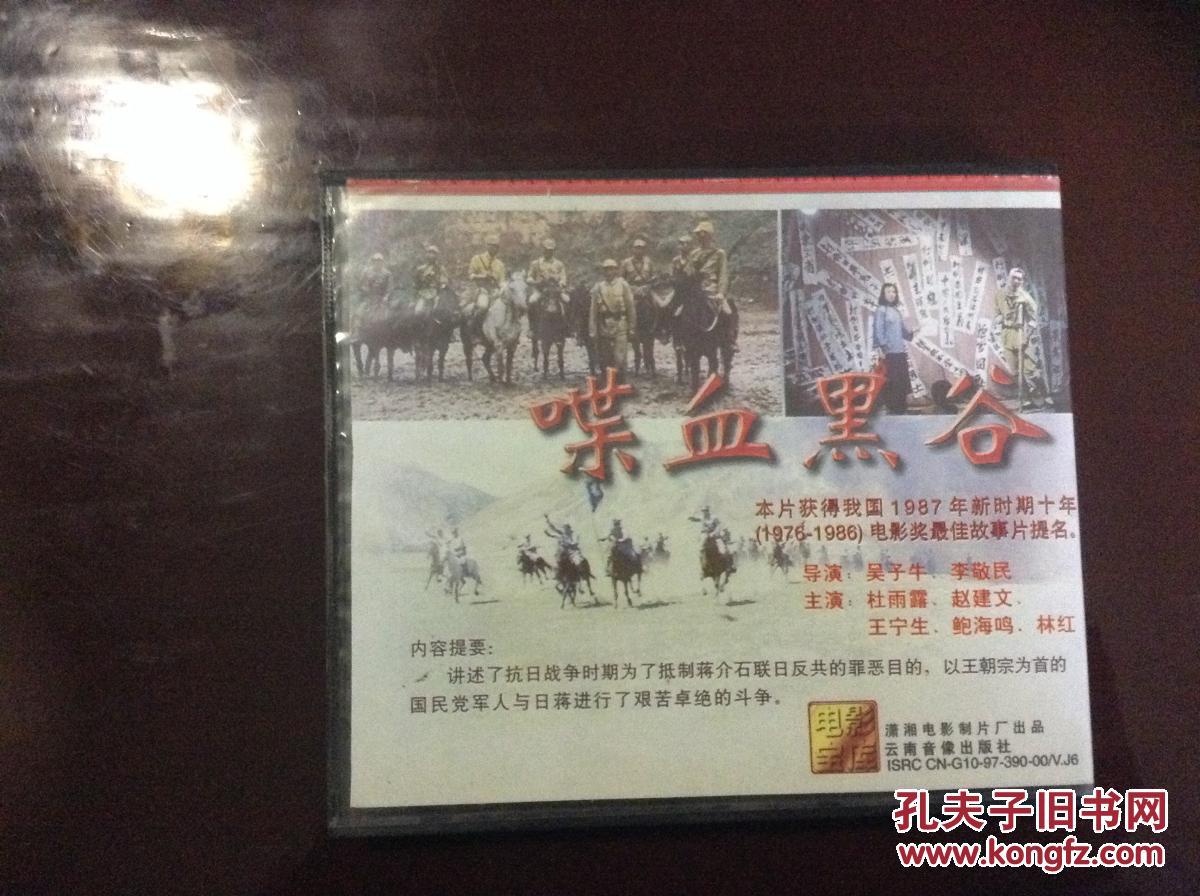 喋血黑谷
本片获得我国1987年新时期十年
(1976-1986)电影奖最佳故事片提名。
导演：吴子牛、李敬民
主演：杜雨露、赵建文、
王宁生、鲍海鸣、林红
内容提要：
讲述了抗日战争时期为了抵制蒋介石联日反共的罪恶目的，以王朝宗为首的
国民党军人与日蒋进行了艰苦卓绝的斗争。
电影
宝库
潇湘电影制片厂出品
云南音像出版社
ISRC CN-G10-97-390-00/V.J6
孔夫子旧书网
www.kongfz.com